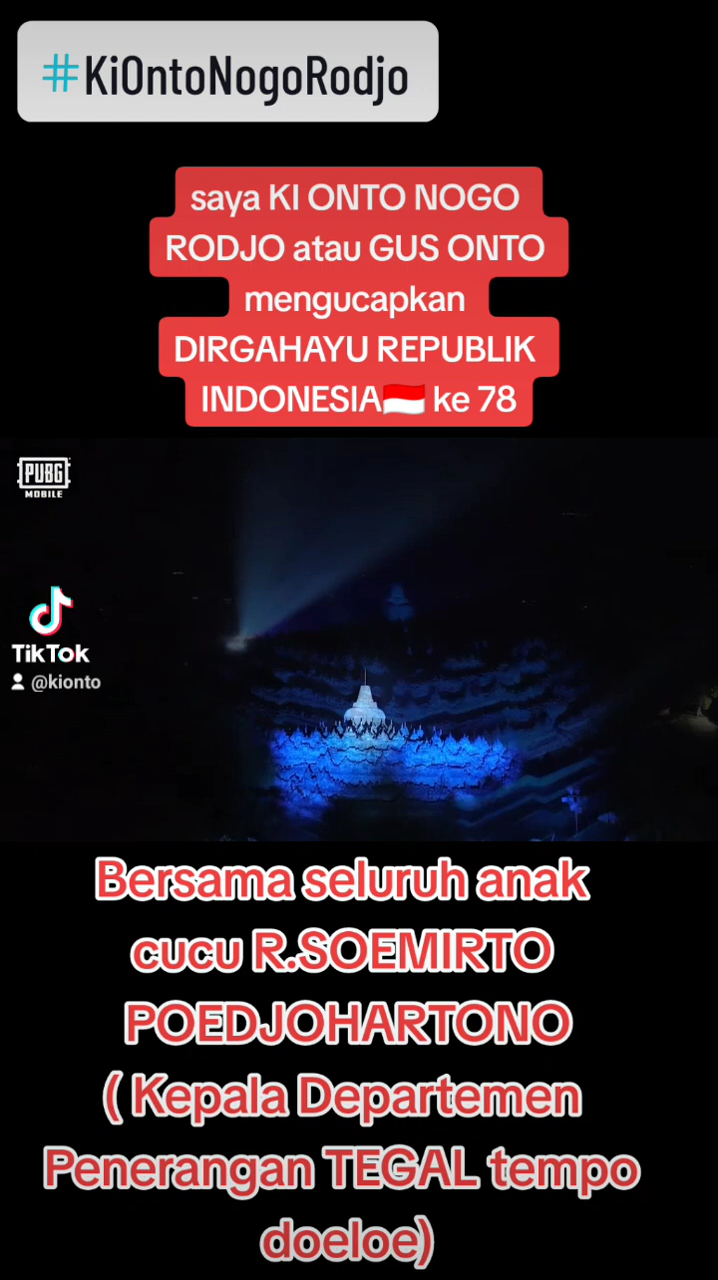 #KiOntoNogoRodjo
saya KI ONTO NOGO
RODJO atau GUS ONTO
mengucapkan
DIRGAHAYU REPUBLIK
INDONESIA🇮🇩 ke 78
PUBG
MOBILE
TikTok
@kionto
Bersama seluruh anak
cucu R.SOEMIRTO
POEDJOHARTONO
( Kepala Departemen
Penerangan TEGAL tempo
doeloe)